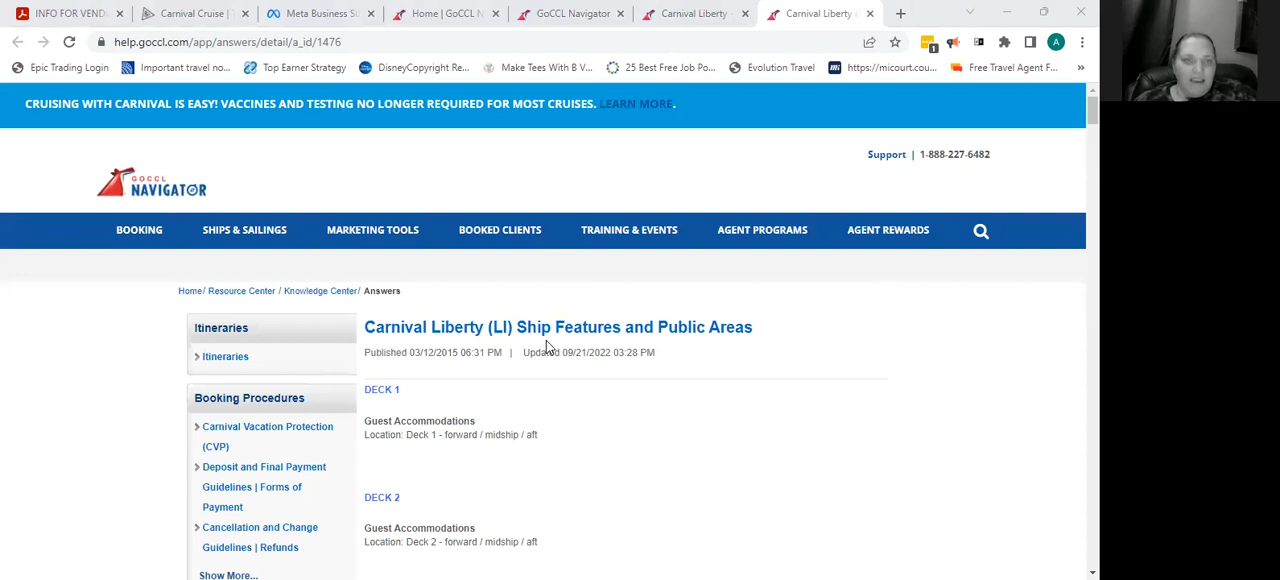 INFO FOR VEND
Carnival Cruise | T
Meta Business Su
Home | GoCCL N
GoCCL Navigator
Carnival Liberty -
Carnival Liberty (
help.goccl.com/app/answers/detail/a_id/1476
1
A
Epic Trading Login
Important travel no...
Top Earner Strategy
DisneyCopyright Re...
Make Tees With B V...
25 Best Free Job Po...
Evolution Travel
https://micourt.cou...
Free Travel Agent F...
»
CRUISING WITH CARNIVAL IS EASY! VACCINES AND TESTING NO LONGER REQUIRED FOR MOST CRUISES. LEARN MORE.
Support | 1-888-227-6482
GOCCL
NAVIGATOR
BOOKING SHIPS & SAILINGS MARKETING TOOLS BOOKED CLIENTS TRAINING & EVENTS AGENT PROGRAMS AGENT REWARDS
Home/ Resource Center / Knowledge Center/ Answers
Itineraries
Itineraries
Booking Procedures
Carnival Vacation Protection
(CVP)
Deposit and Final Payment
Guidelines | Forms of
Payment
Cancellation and Change
Guidelines | Refunds
Show More...
Carnival Liberty (LI) Ship Features and Public Areas
Published 03/12/2015 06:31 PM | Updated 09/21/2022 03:28 PM
DECK 1
Guest Accommodations
Location: Deck 1 - forward / midship / aft
DECK 2
Guest Accommodations
Location: Deck 2 - forward / midship / aft